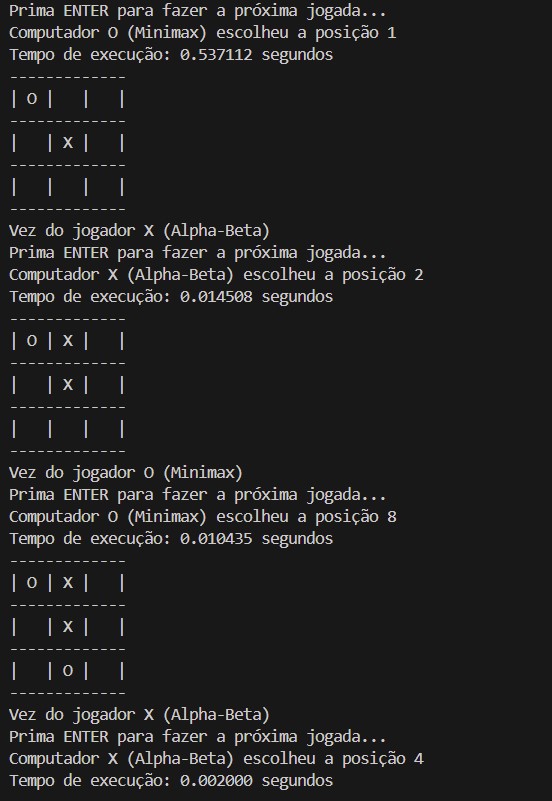 Prima ENTER para fazer a próxima jogada...
Computador O (Minimax) escolheu a posição 1
Tempo de execução: 0.537112 segundos
-------------
| O |   |   |
-------------
|   | X |   |
-------------
|   |   |   |
-------------
Vez do jogador X (Alpha-Beta)
Prima ENTER para fazer a próxima jogada...
Computador X (Alpha-Beta) escolheu a posição 2
Tempo de execução: 0.014508 segundos
-------------
| O | X |   |
-------------
|   | X |   |
-------------
|   |   |   |
-------------
Vez do jogador O (Minimax)
Prima ENTER para fazer a próxima jogada...
Computador O (Minimax) escolheu a posição 8
Tempo de execução: 0.010435 segundos
-------------
| O | X |   |
-------------
|   | X |   |
-------------
|   | O |   |
-------------
Vez do jogador X (Alpha-Beta)
Prima ENTER para fazer a próxima jogada...
Computador X (Alpha-Beta) escolheu a posição 4
Tempo de execução: 0.002000 segundos